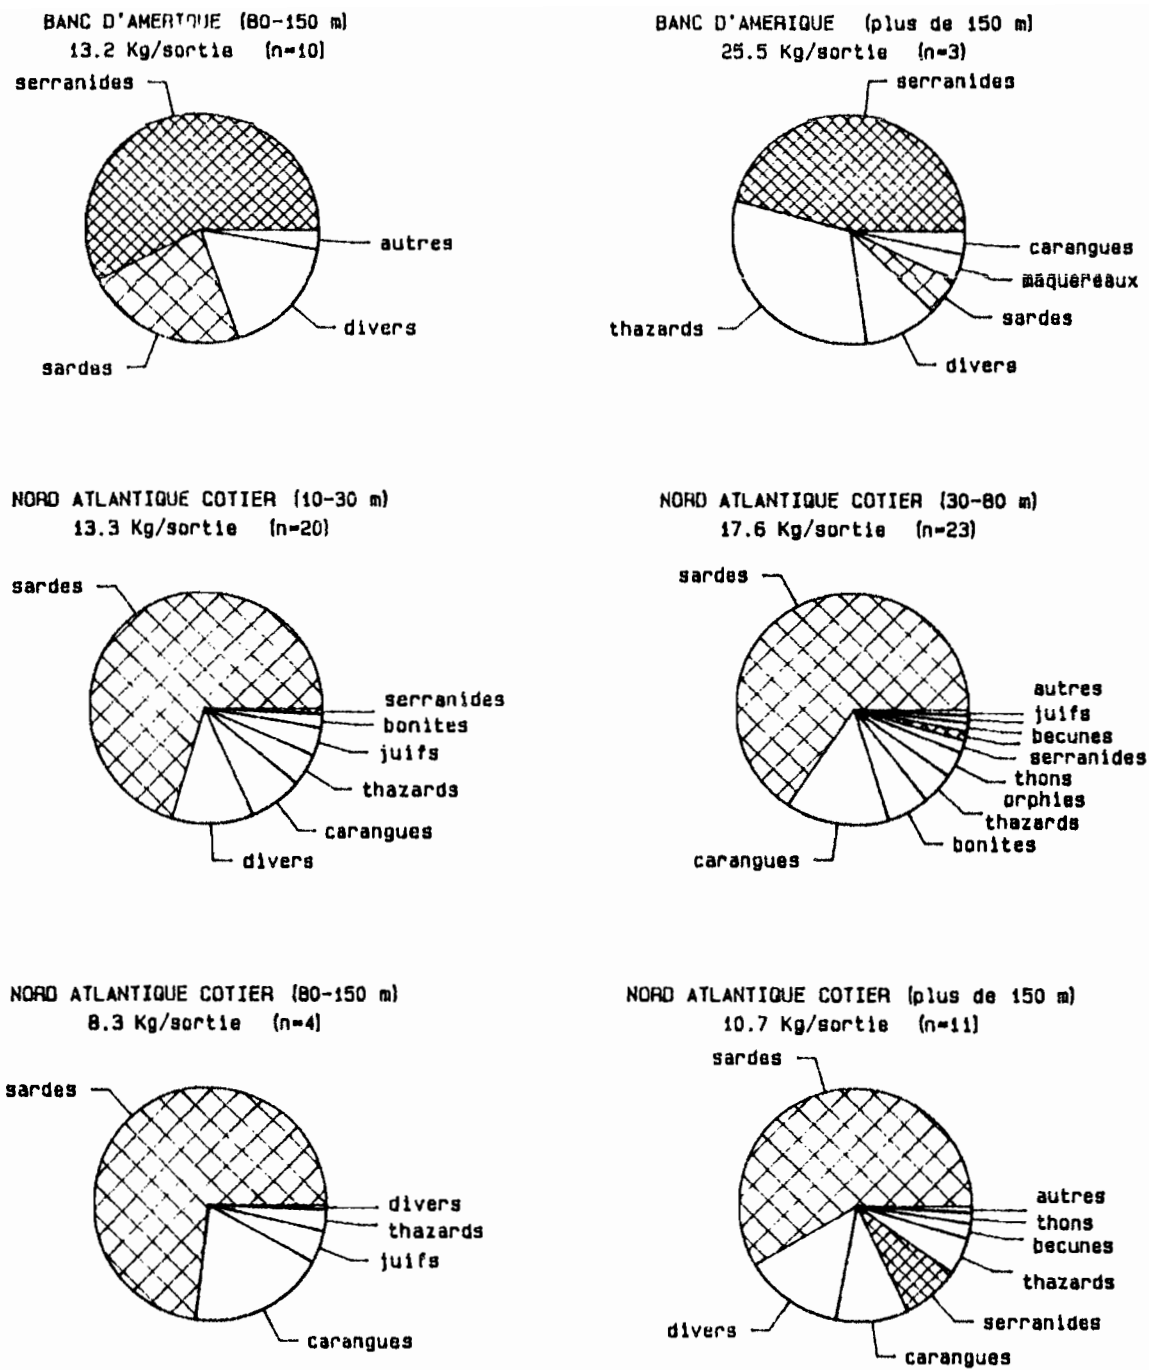 BANC D'AMERIQUE (80-150 m)
13.2 Kg/sortie (n=10)
serranides
autres
divers
sardes
BANC D'AMERIQUE (plus de 150 m)
25.5 Kg/sortie (n=3)
serranides
carangues
maquereaux
sardes
thazards
divers
NORD ATLANTIQUE COTIER (10-30 m)
13.3 Kg/sortie (n=20)
sardes
serranides
bonites
juifs
thazards
carangues
divers
NORD ATLANTIQUE COTIER (30-80 m)
17.6 Kg/sortie (n=23)
sardes
autres
juifs
becunes
serranides
thons
orphies
thazards
bonites
carangues
NORD ATLANTIQUE COTIER (80-150 m)
8.3 Kg/sortie (n=4)
sardes
divers
thazards
juifs
carangues
NORD ATLANTIQUE COTIER (plus de 150 m)
10.7 Kg/sortie (n=11)
sardes
autres
thons
becunes
thazards
serranides
divers
carangues